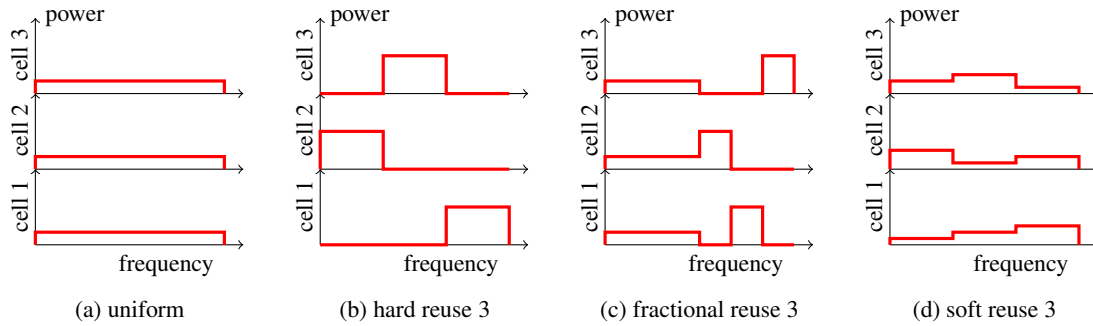 power
cell 3
cell 2
cell 1
frequency
(a) uniform
power
cell 3
cell 2
cell 1
frequency
(b) hard reuse 3
power
cell 3
cell 2
cell 1
frequency
(c) fractional reuse 3
power
cell 3
cell 2
cell 1
frequency
(d) soft reuse 3